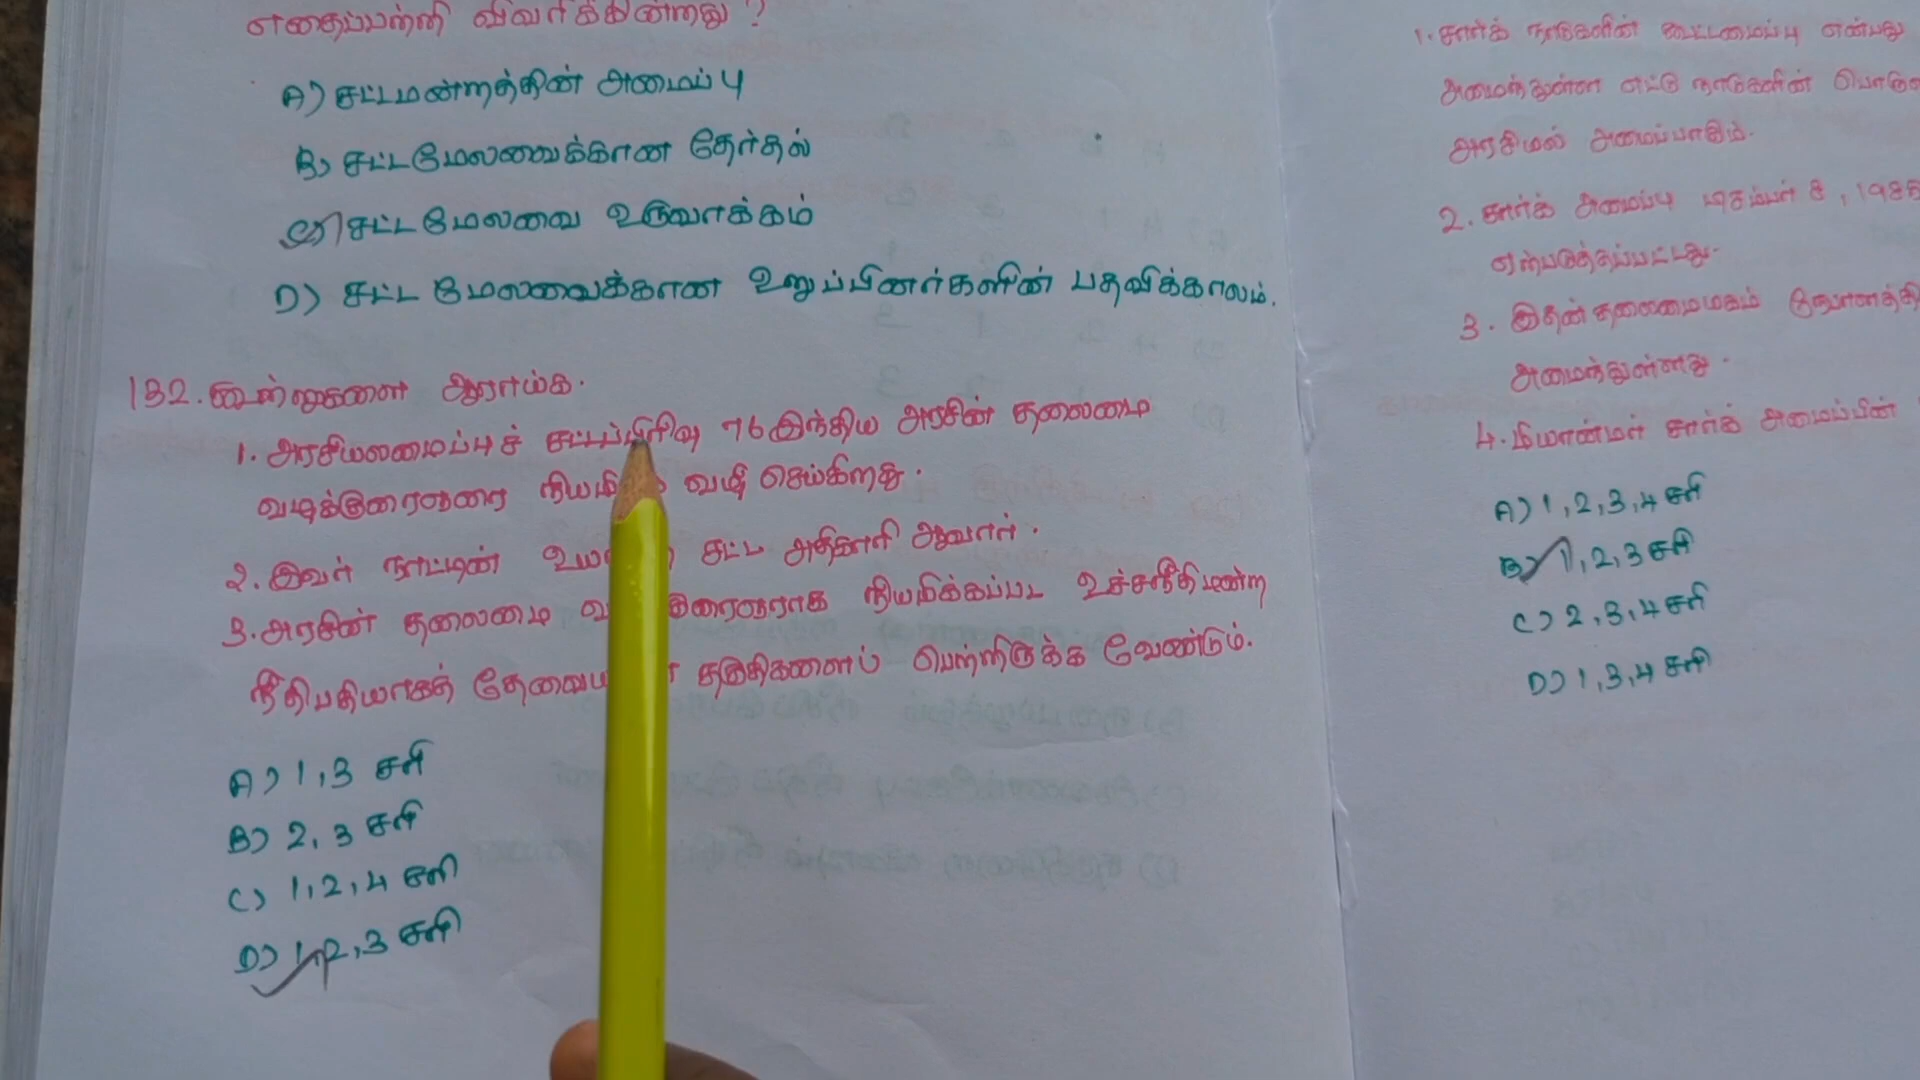 எதைப்பற்றி விவரிக்கின்றது ?
A) சட்டமன்றத்தின் அமைப்பு
B) சட்டமேலவைக்கான தேர்தல்
C) சட்டமேலவை உருவாக்கம்
D) சட்ட மேலவைக்கான உறுப்பினர்களின் பதவிக்காலம்.
132. கூற்றுகளை ஆராய்க.
1. அரசியலமைப்புச் சட்டப்பிரிவு 76 இந்திய அரசின் தலைமை
வழக்குரைஞரை வழி செய்கிறது.
2. இவர் நாட்டின் சட்ட அதிகாரி ஆவார்.
3. அரசின் தலைமை நியமிக்கப்பட உச்சநீதிமன்ற
நீதிபதியாகத் தகுதிகளைப் பெற்றிருக்க வேண்டும்.
A) 1,3 சரி
B) 2, 3 சரி
C) 1,2,4 சரி
D) 1,2,3 சரி
1. சார்க் நாடுகளின் கூட்டமைப்பு என்பது
அமைந்துள்ள எட்டு நாடுகளின்
அரசியல் அமைப்பாகும்.
2. சார்க் அமைப்பு டிசம்பர் 8, 1985
ஏற்படுத்தப்பட்டது.
3. இதன் தலைமையகம்
அமைந்துள்ளது.
4. மியான்மர் சார்க் அமைப்பின்
A) 1,2,3,4 சரி
B) 1,2,3 சரி
C) 2,3,4 சரி
D) 1,3,4 சரி